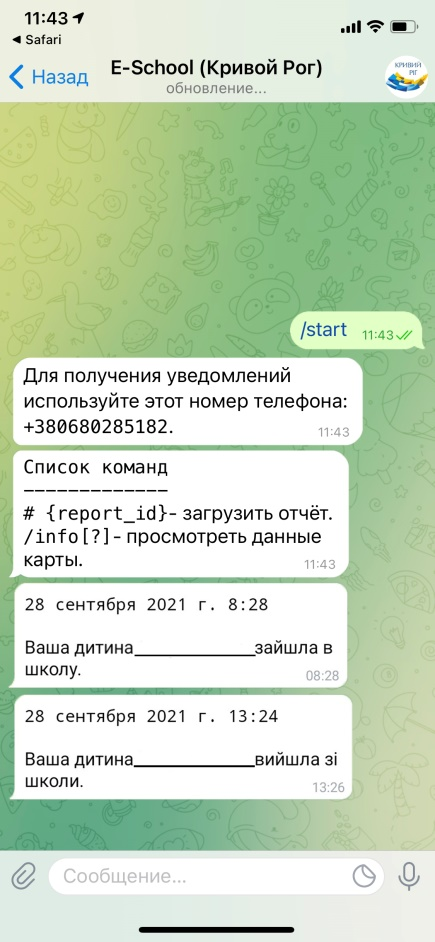 11:43
Safari
Назад
E-School (Кривой Рог)
обновление...
КРИВИЙ
РІГ
/start 11:43
Для получения уведомлений
используйте этот номер телефона:
+380680285182.
11:43
Список команд
-------------
# {report_id}- загрузить отчёт.
/info[?]- просмотреть данные
карты.
11:43
28 сентября 2021 г. 8:28
Ваша дитина____________зайшла в
школу.
08:28
28 сентября 2021 г. 13:24
Ваша дитина____________вийшла зі
школи.
13:26
Сообщение...